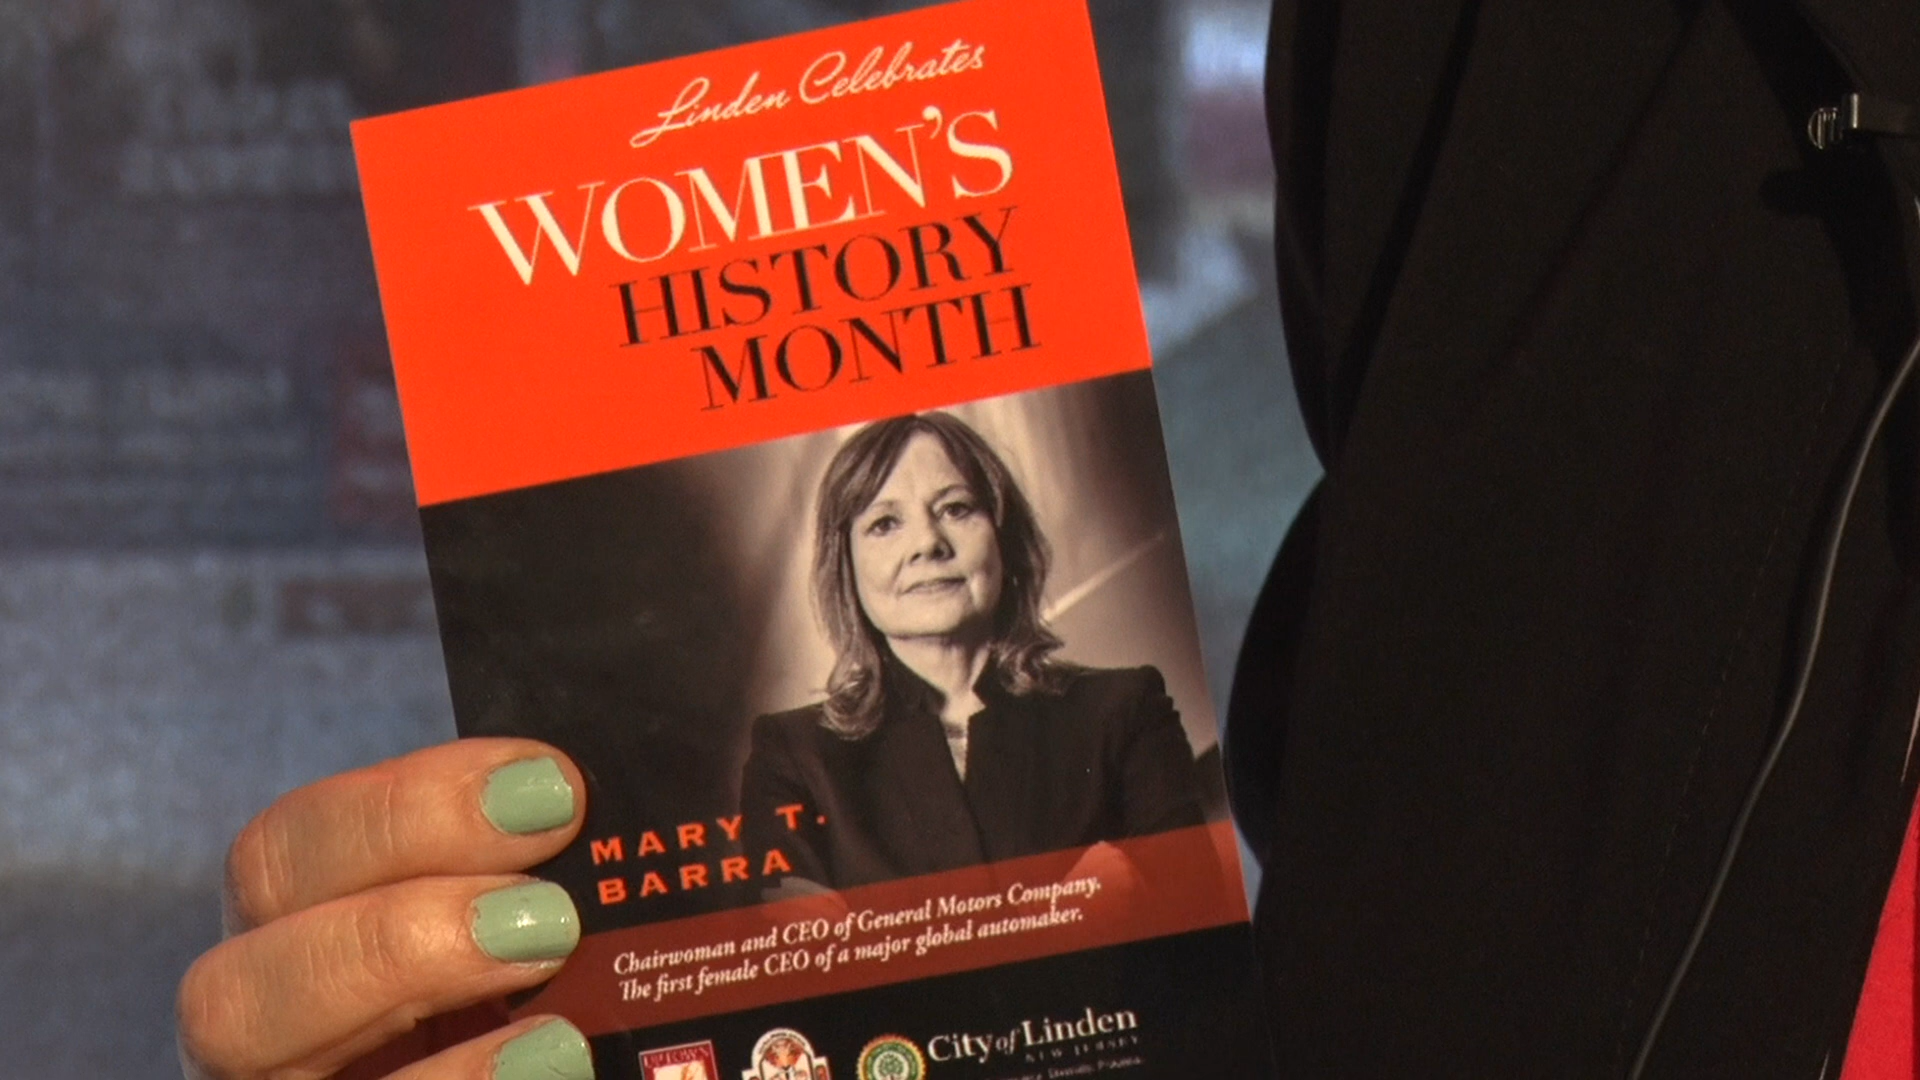 Linden Celebrates
WOMEN'S
HISTORY
MONTH
MARY T.
BARRA
Chairwoman and CEO of General Motors Company.
The first female CEO of a major global automaker.
UPTOWN
City of Linden
NEW JERSEY